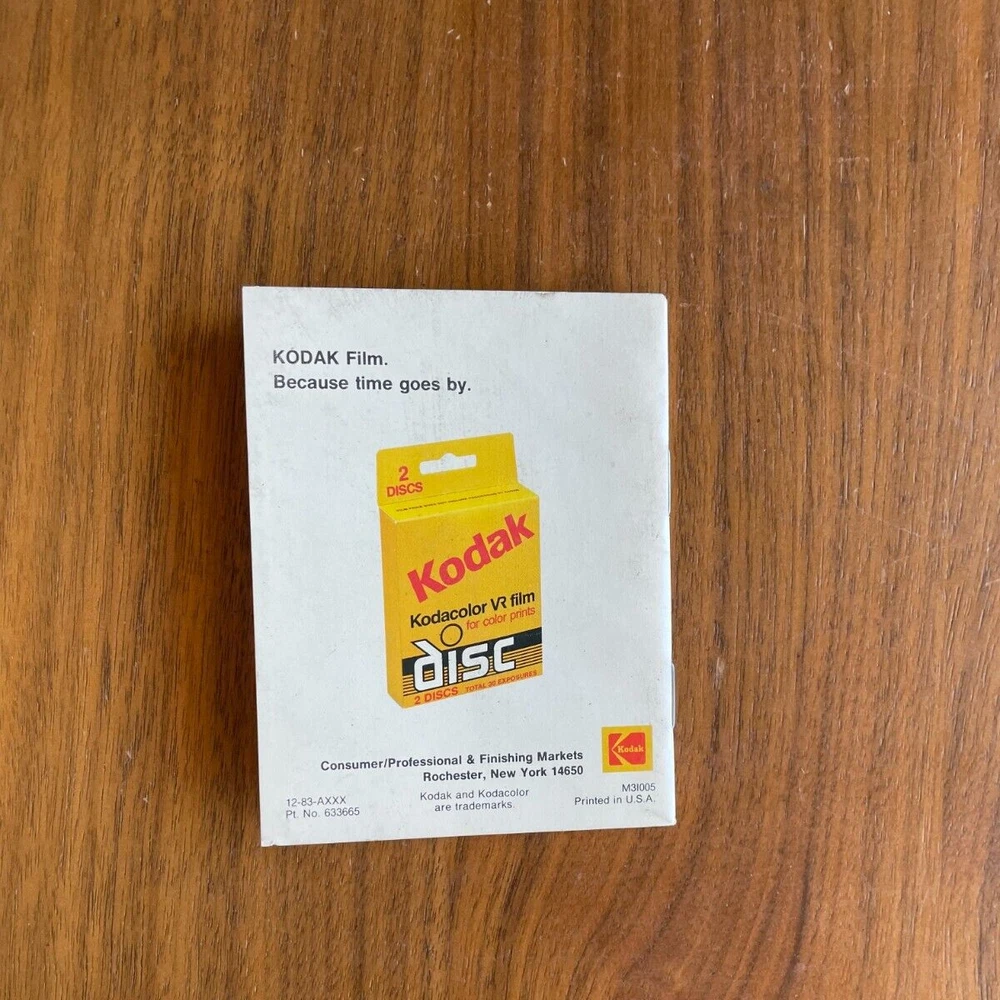 KODAK Film.
Because time goes by.
2
DISCS
Kodak
Kodacolor VR film
for color prints
disc
2 DISCS TOTAL 30 EXPOSURES
Consumer/Professional & Finishing Markets
Rochester, New York 14650
Kodak
12-83-AXXX
Pt. No. 633665
Kodak and Kodacolor
are trademarks.
M3I005
Printed in U.S.A.